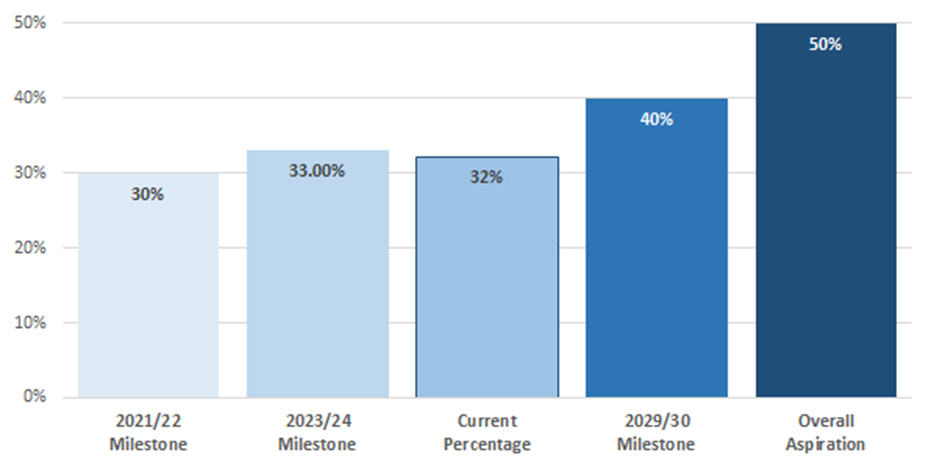 50%
50%
40%
40%
33.00%
30%
32%
30%
20%
10%
0%
2021/22 Milestone
2023/24 Milestone
Current Percentage
2029/30 Milestone
Overall Aspiration